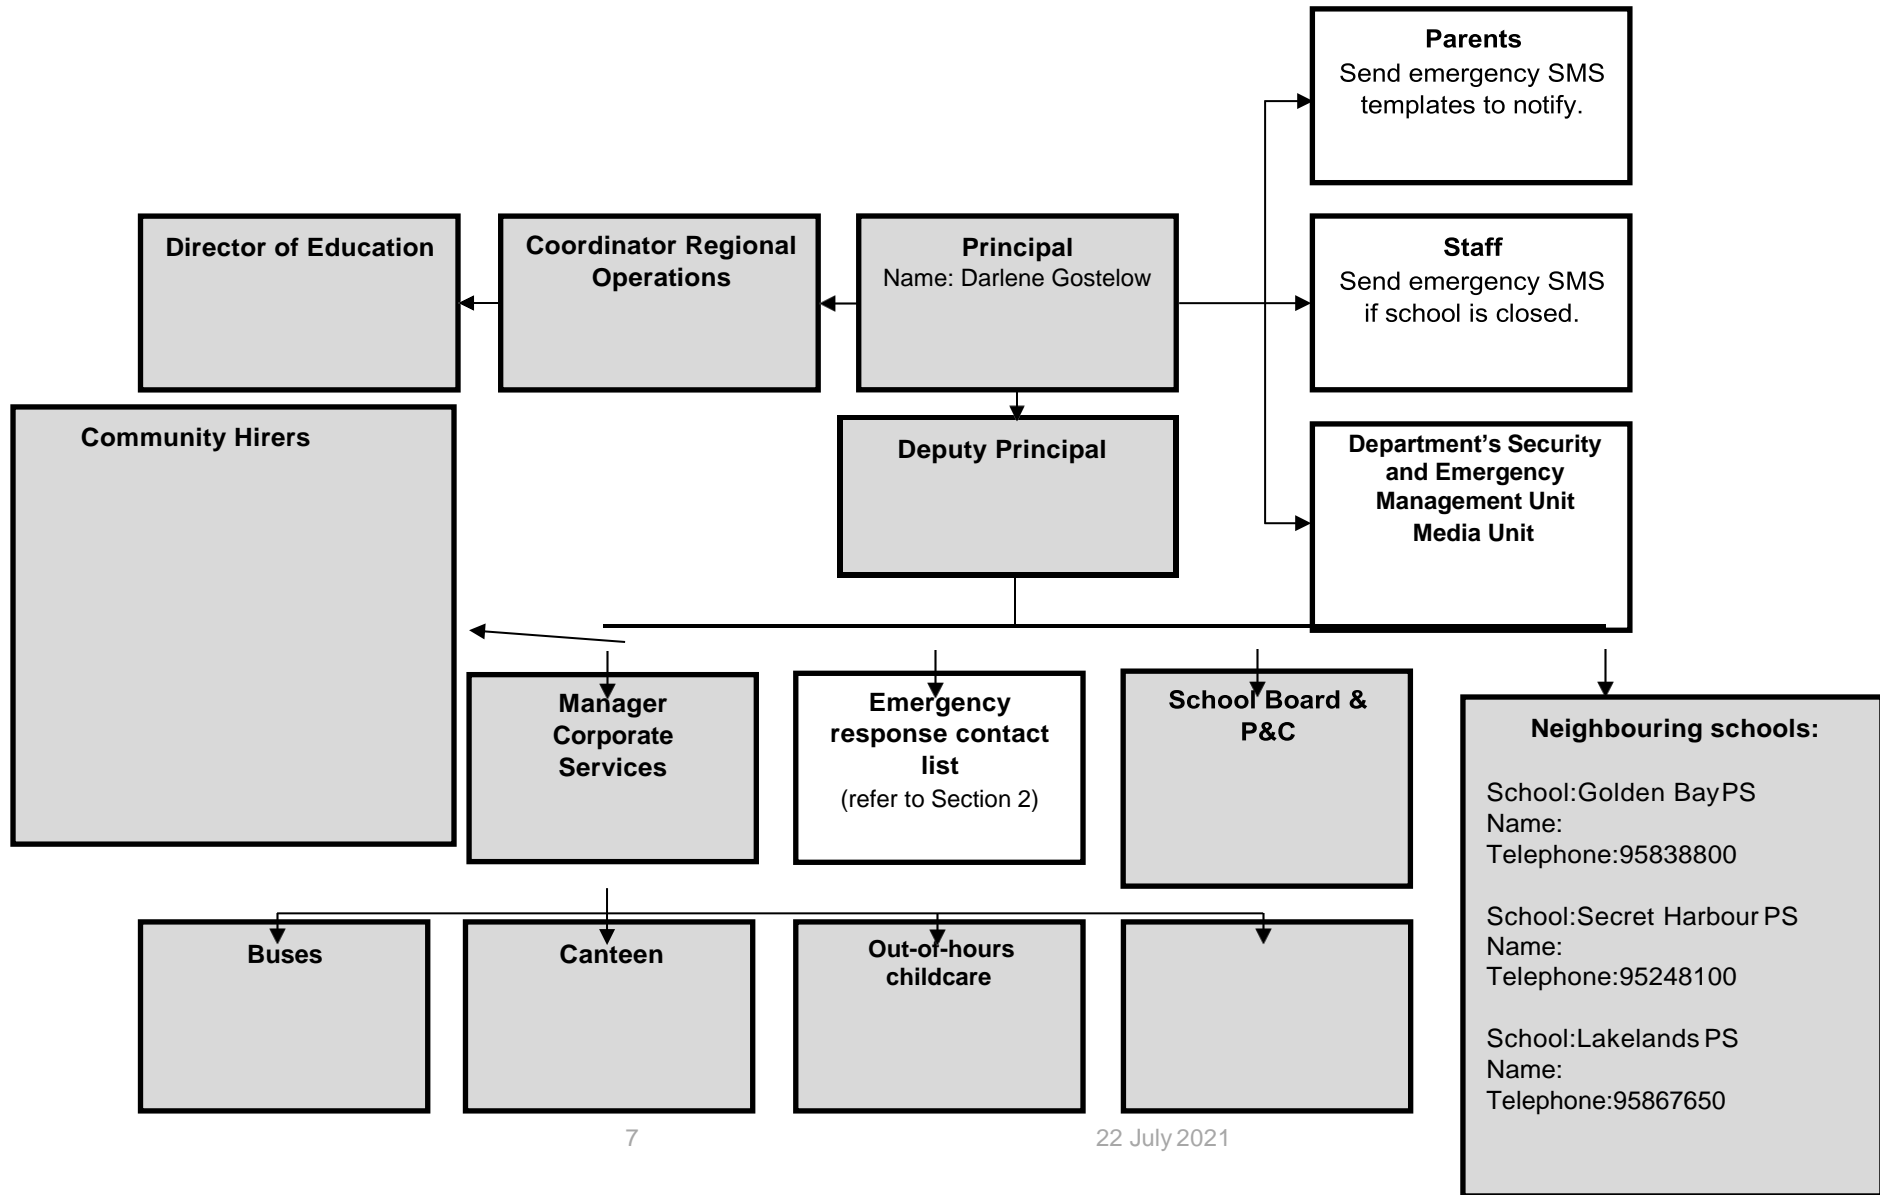 Parents
Send emergency SMS
templates to notify.
Director of Education
Coordinator Regional
Operations
Principal
Name: Darlene Gostelow
Staff
Send emergency SMS
if school is closed.
Community Hirers
Deputy Principal
Department’s Security
and Emergency
Management Unit
Media Unit
Manager
Corporate
Services
Emergency
response contact
list
(refer to Section 2)
School Board &
P&C
Neighbouring schools:
School:Golden BayPS
Name:
Telephone:95838800
School:Secret Harbour PS
Name:
Telephone:95248100
School:Lakelands PS
Name:
Telephone:95867650
Buses
Canteen
Out-of-hours
childcare
7
22 July 2021